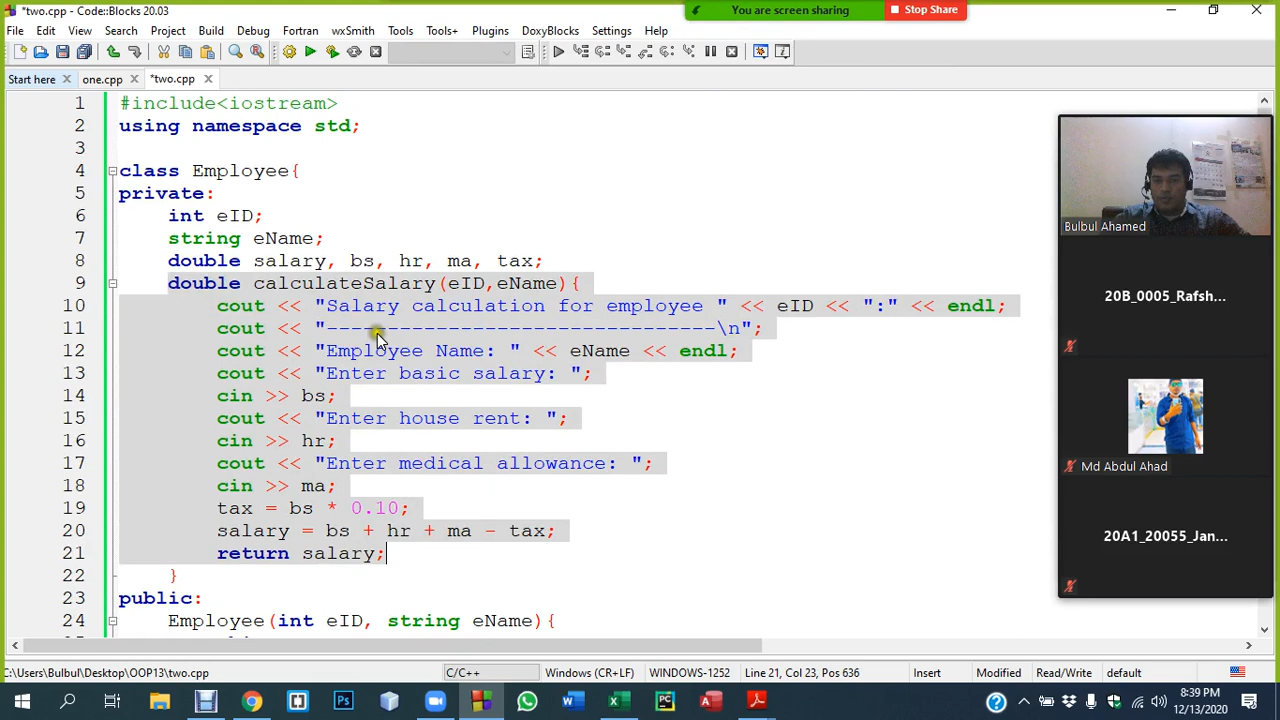 *two.cpp - Code::Blocks 20.03
You are screen sharing
Stop Share
File Edit View Search Project Build Debug Fortran wxSmith Tools Tools+ Plugins DoxyBlocks Settings Help
Start here one.cpp *two.cpp
1 #include<iostream>
2 using namespace std;
3
4 class Employee{
5 private:
6 int eID;
7 string eName;
8 double salary, bs, hr, ma, tax;
9 double calculateSalary(eID,eName){
10 cout << "Salary calculation for employee " << eID << ":" << endl;
11 cout << "--------------------------------\n";
12 cout << "Employee Name: " << eName << endl;
13 cout << "Enter basic salary: ";
14 cin >> bs;
15 cout << "Enter house rent: ";
16 cin >> hr;
17 cout << "Enter medical allowance: ";
18 cin >> ma;
19 tax = bs * 0.10;
20 salary = bs + hr + ma - tax;
21 return salary;
22 }
23 public:
24 Employee(int eID, string eName){
Bulbul Ahamed
20B_0005_Rafsh...
Md Abdul Ahad
20A1_20055_Jan...
C:\Users\Bulbul\Desktop\OOP13\two.cpp C/C++ Windows (CR+LF) WINDOWS-1252 Line 21, Col 23, Pos 636 Insert Modified Read/Write default
8:39 PM
12/13/2020